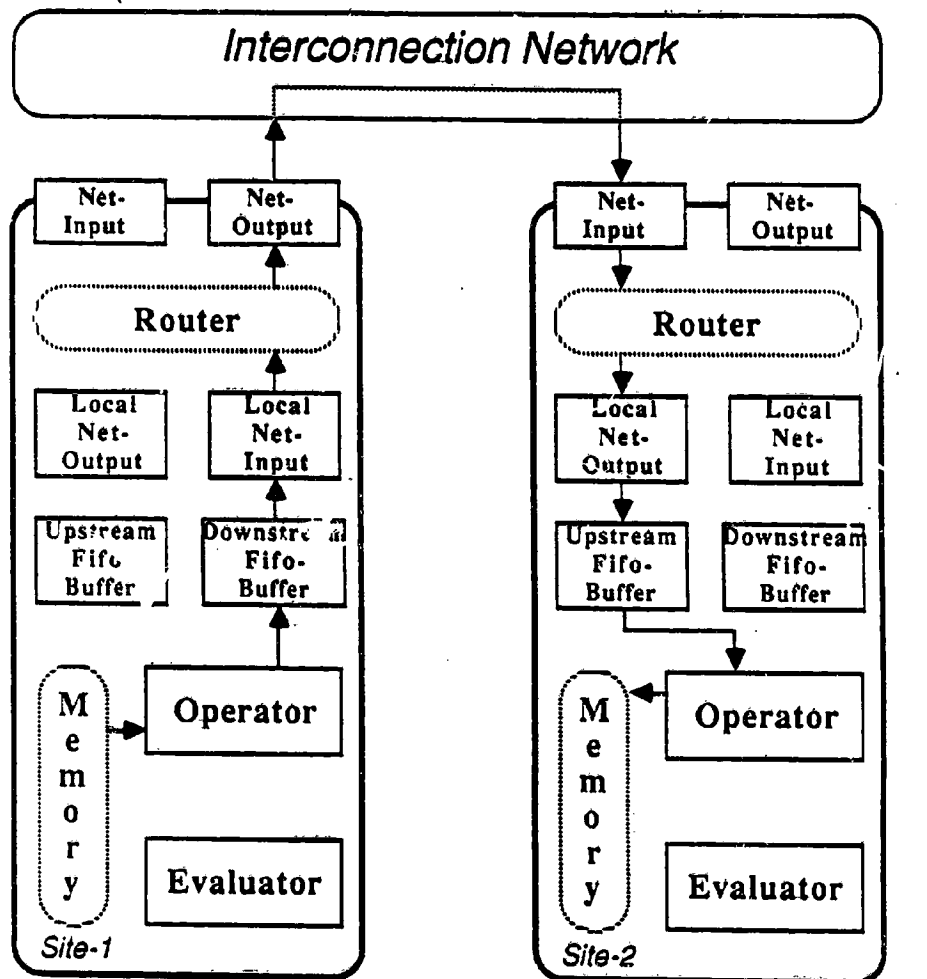 Interconnection Network
Net-
Input
Net-
Output
Router
Local
Net-
Output
Local
Net-
Input
Upstream
Fifo
Buffer
Downstream
Fifo-
Buffer
Memory
Operator
Evaluator
Site-1
Net-
Input
Net-
Output
Router
Local
Net-
Output
Local
Net-
Input
Upstream
Fifo-
Buffer
Downstream
Fifo-
Buffer
Memory
Operator
Evaluator
Site-2